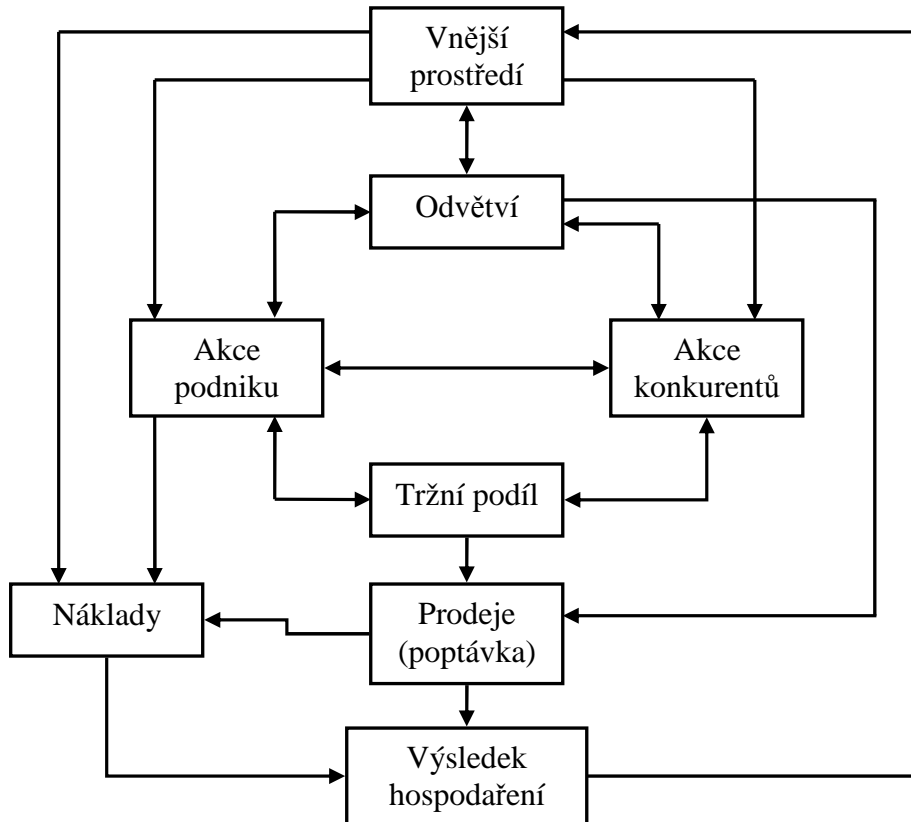 Vnější
prostředí
Odvětví
Akce
podniku
Akce
konkurentů
Tržní podíl
Náklady
Prodeje
(poptávka)
Výsledek
hospodaření